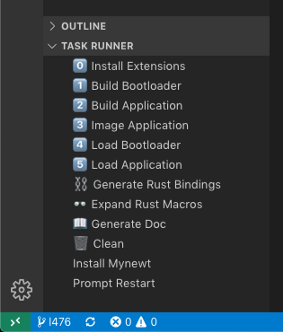 OUTLINE
TASK RUNNER
0 Install Extensions
1 Build Bootloader
2 Build Application
3 Image Application
4 Load Bootloader
5 Load Application
Generate Rust Bindings
Expand Rust Macros
Generate Doc
Clean
Install Mynewt
Prompt Restart
l476 0 0